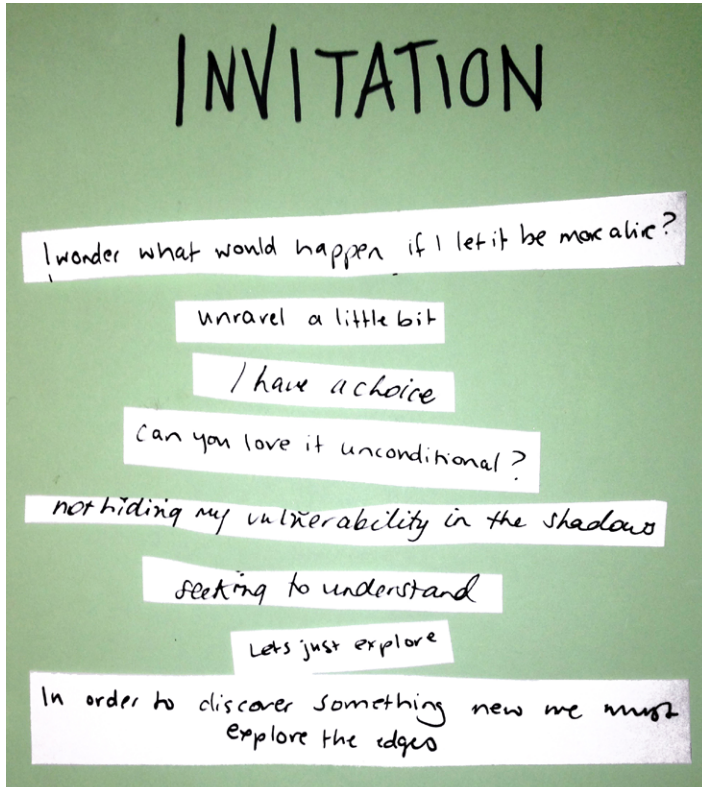 INVITATION
I wonder what would happen if I let it be more alive?
unravel a little bit
I have a choice
Can you love it unconditional?
not hiding my vulnerability in the shadows
seeking to understand
Lets just explore
In order to discover something new we must
explore the edges